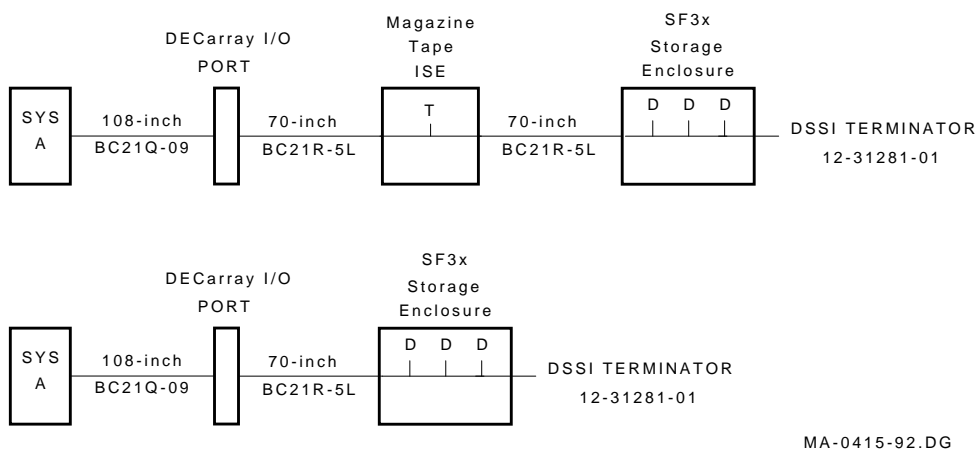 Magazine
Tape
ISE
SF3x
Storage
Enclosure
DECarray I/O
PORT
SYS
A
108-inch
BC21Q-09
70-inch
BC21R-5L
T
70-inch
BC21R-5L
D D D
DSSI TERMINATOR
12-31281-01
SF3x
Storage
Enclosure
DECarray I/O
PORT
SYS
A
108-inch
BC21Q-09
70-inch
BC21R-5L
D D D
DSSI TERMINATOR
12-31281-01
MA-0415-92.DG